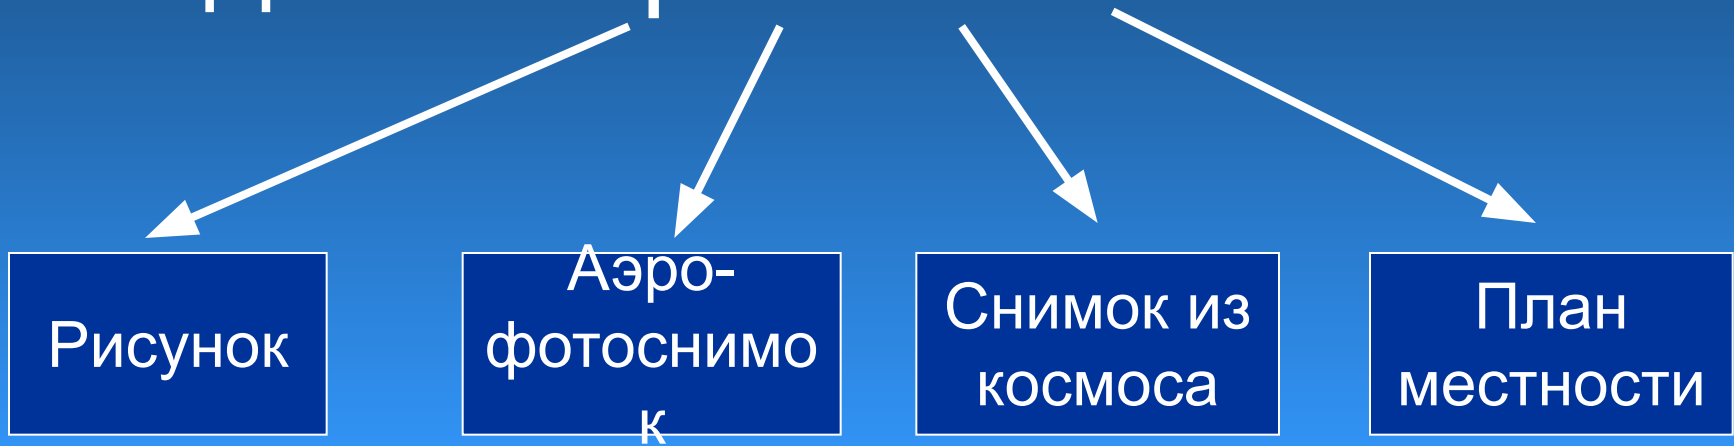 Рисунок
Аэро-
фотоснимо
к
Снимок из
космоса
План
местности